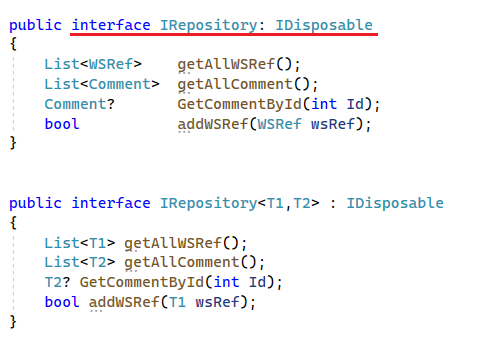 public interface IRepository: IDisposable
{
List<WSRef> getAllWSRef();
List<Comment> getAllComment();
Comment? GetCommentById(int Id);
bool addWSRef(WSRef wsRef);
}
public interface IRepository<T1,T2> : IDisposable
{
List<T1> getAllWSRef();
List<T2> getAllComment();
T2? GetCommentById(int Id);
bool addWSRef(T1 wsRef);
}